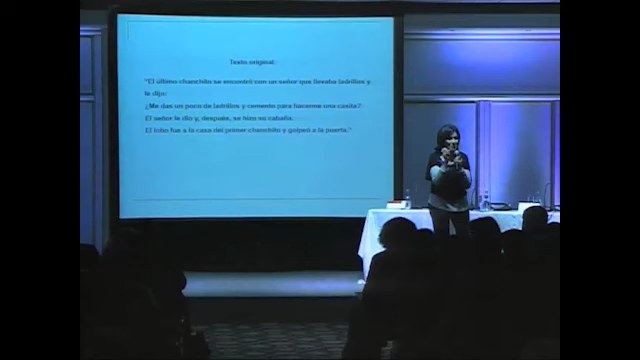 Texto original:
"El último chanchito se encontró con un señor que llevaba ladrillos y
le dijo:
¿Me das un poco de ladrillos y cemento para hacerme una casita?
El señor le dio y, después, se hizo su cabaña.
El lobo fue a la casa del primer chanchito y golpeó a la puerta."